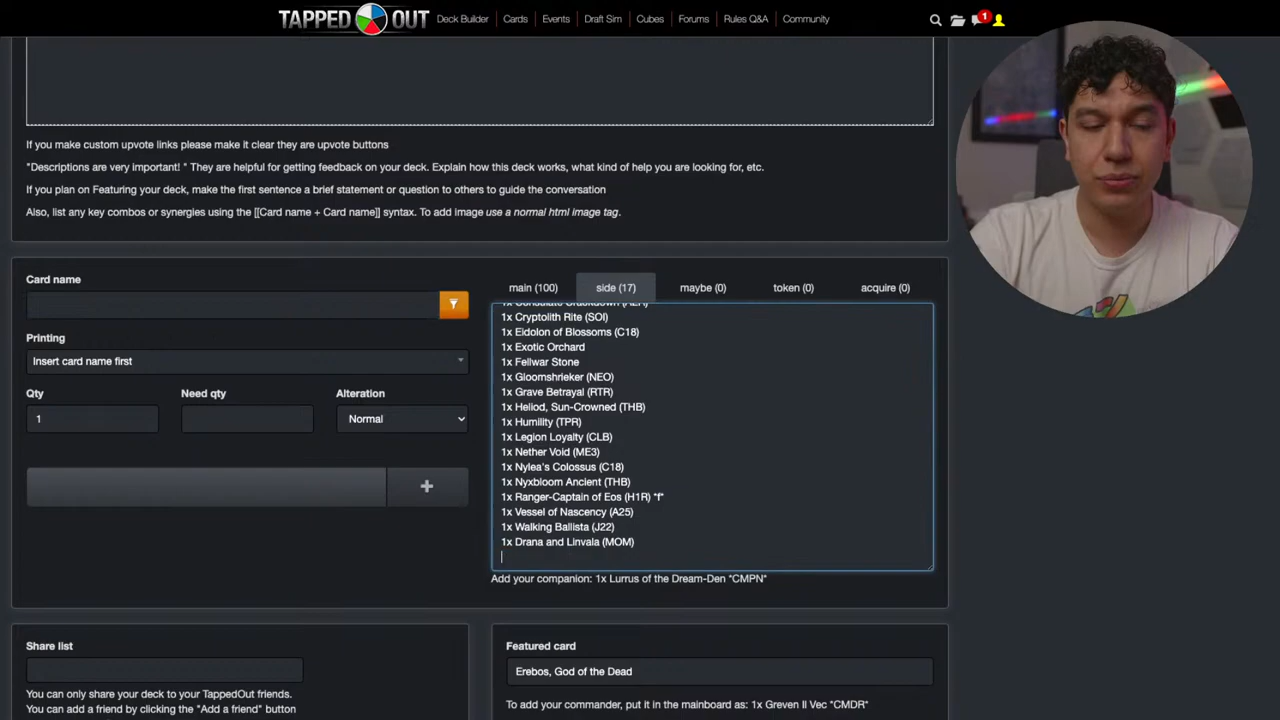 TAPPED OUT
Deck Builder
Cards
Events
Draft Sim
Cubes
Forums
Rules Q&A
Community
1
If you make custom upvote links please make it clear they are upvote buttons
"Descriptions are very important! " They are helpful for getting feedback on your deck. Explain how this deck works, what kind of help you are looking for, etc.
If you plan on Featuring your deck, make the first sentence a brief statement or question to others to guide the conversation
Also, list any key combos or synergies using the [[Card name + Card name]] syntax. To add image use a normal html image tag.
Card name
Printing
Insert card name first
Qty
Need qty
Alteration
1
Normal
+
main (100)
side (17)
maybe (0)
token (0)
acquire (0)
1x Cryptolith Rite (SOI)
1x Eidolon of Blossoms (C18)
1x Exotic Orchard
1x Fellwar Stone
1x Gloomshrieker (NEO)
1x Grave Betrayal (RTR)
1x Heliod, Sun-Crowned (THB)
1x Humility (TPR)
1x Legion Loyalty (CLB)
1x Nether Void (ME3)
1x Nylea's Colossus (C18)
1x Nyxbloom Ancient (THB)
1x Ranger-Captain of Eos (H1R) *f*
1x Vessel of Nascency (A25)
1x Walking Ballista (J22)
1x Drana and Linvala (MOM)
Add your companion: 1x Lurrus of the Dream-Den *CMPN*
Share list
You can only share your deck to your TappedOut friends.
You can add a friend by clicking the "Add a friend" button
Featured card
Erebos, God of the Dead
To add your commander, put it in the mainboard as: 1x Greven Il Vec *CMDR*